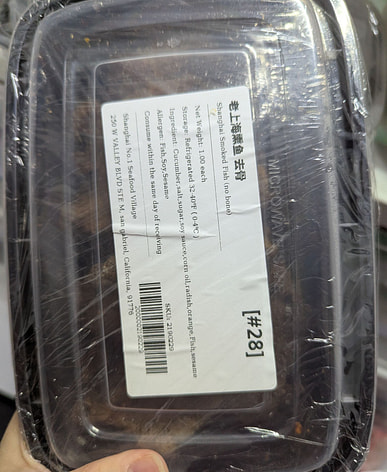 老上海熏鱼 去骨
Shanghai Smoked Fish (no bone)
Net Weight: 1.00 each
Storage: Refrigerated 32-40℉ ( 0-4℃)
Ingredient: Cucumber,salt,sugar,soy sauce,corn oil,radish,orange,Fish,sesame
Allergen: Fish,Soy,Sesame
Consume within the same day of receiving
Shanghai No.1 Seafood Village
250 W VALLEY BLVD STE M, san gabriel, California, 91776
[#28]
SKU: 2190229